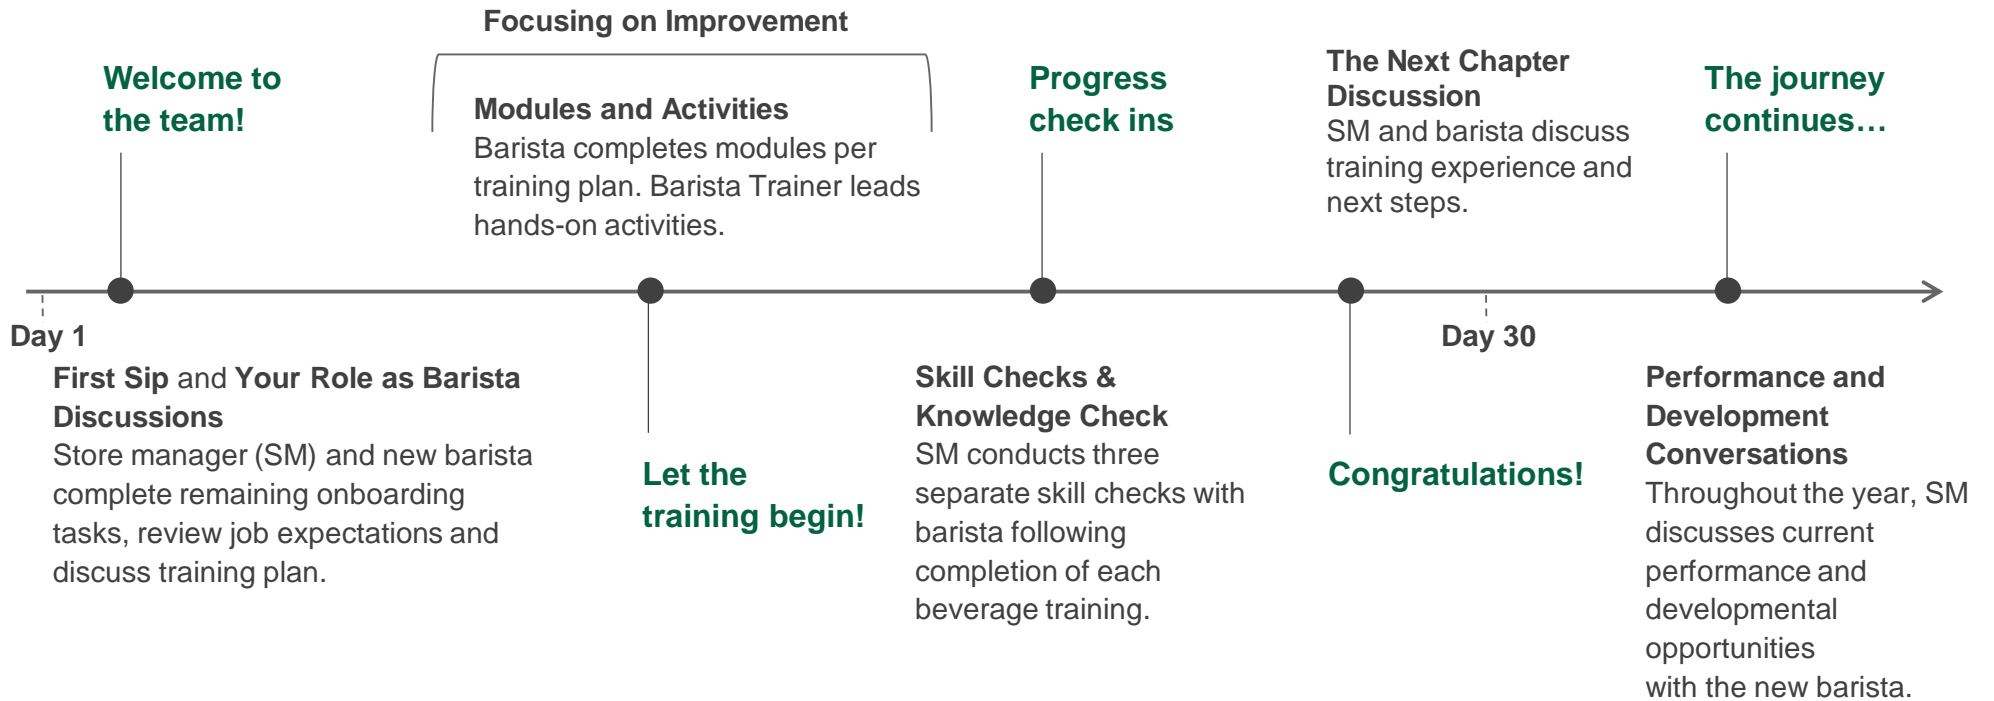 Focusing on Improvement
Welcome to
the team!
Modules and Activities
Barista completes modules per
training plan. Barista Trainer leads
hands-on activities.
Progress
check ins
The Next Chapter
Discussion
SM and barista discuss
training experience and
next steps.
The journey
continues…
Day 1
Day 30
First Sip and Your Role as Barista
Discussions
Store manager (SM) and new barista
complete remaining onboarding
tasks, review job expectations and
discuss training plan.
Let the
training begin!
Skill Checks &
Knowledge Check
SM conducts three
separate skill checks with
barista following
completion of each
beverage training.
Congratulations!
Performance and
Development
Conversations
Throughout the year, SM
discusses current
performance and
developmental
opportunities
with the new barista.